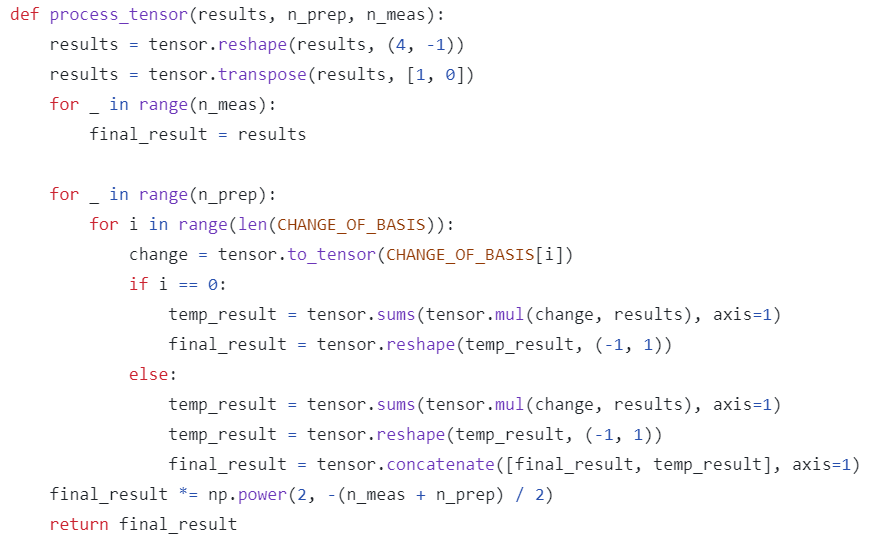 def process_tensor(results, n_prep, n_meas):
    results = tensor.reshape(results, (4, -1))
    results = tensor.transpose(results, [1, 0])
    for _ in range(n_meas):
        final_result = results

    for _ in range(n_prep):
        for i in range(len(CHANGE_OF_BASIS)):
            change = tensor.to_tensor(CHANGE_OF_BASIS[i])
            if i == 0:
                temp_result = tensor.sums(tensor.mul(change, results), axis=1)
                final_result = tensor.reshape(temp_result, (-1, 1))
            else:
                temp_result = tensor.sums(tensor.mul(change, results), axis=1)
                temp_result = tensor.reshape(temp_result, (-1, 1))
                final_result = tensor.concatenate([final_result, temp_result], axis=1)
    final_result *= np.power(2, -(n_meas + n_prep) / 2)
    return final_result